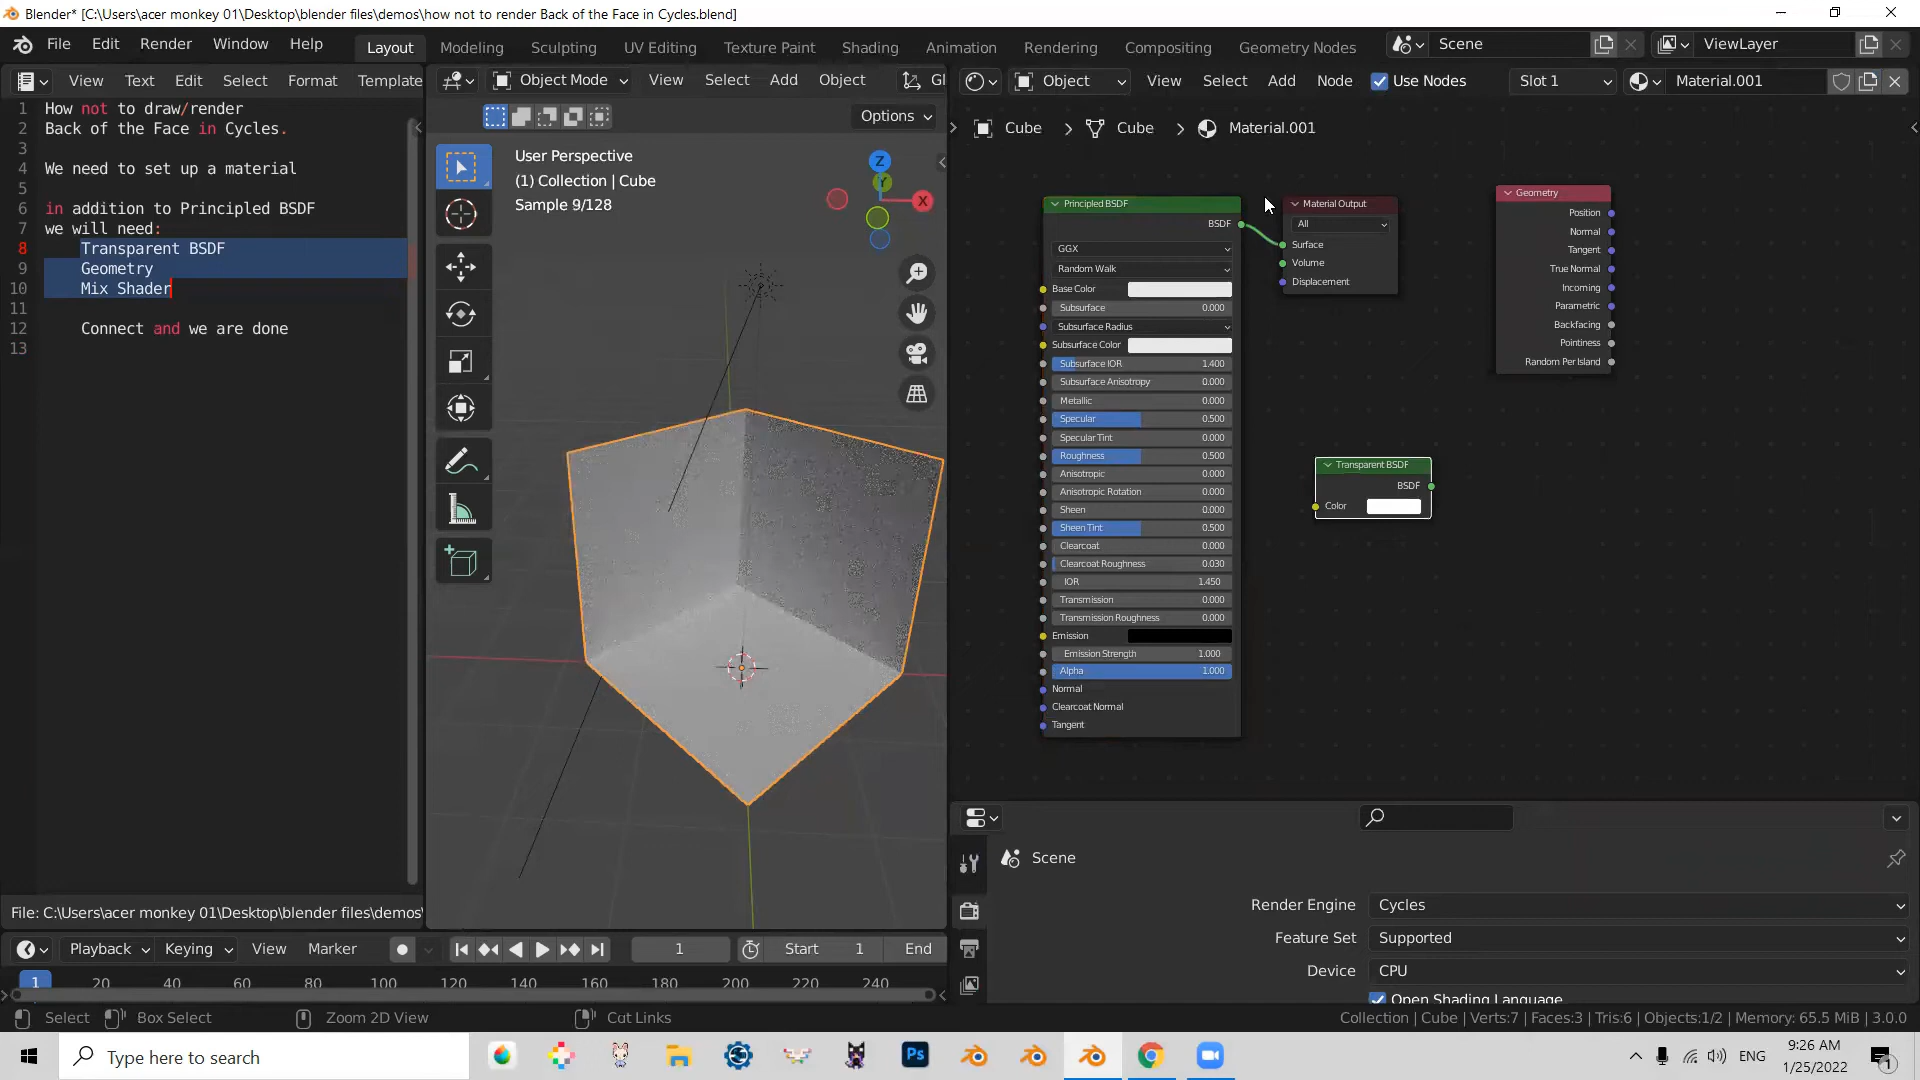 Blender* [C:\Users\acer monkey 01\Desktop\blender files\demos\how not to render Back of the Face in Cycles.blend]
File Edit Render Window Help Layout Modeling Sculpting UV Editing Texture Paint Shading Animation Rendering Compositing Geometry Nodes Scene ViewLayer
View Text Edit Select Format Template
Object Mode View Select Add Object Gl
Object View Select Add Node Use Nodes Slot 1 Material.001
Options
1 How not to draw/render
2 Back of the Face in Cycles.
3
4 We need to set up a material
5
6 in addition to Principled BSDF
7 we will need:
8 Transparent BSDF
9 Geometry
10 Mix Shader
11
12 Connect and we are done
13
File: C:\Users\acer monkey 01\Desktop\blender files\demos\
User Perspective
(1) Collection | Cube
Sample 9/128
Z
Y
X
Cube > Cube > Material.001
Principled BSDF
BSDF
GGX
Random Walk
Base Color
Subsurface 0.000
Subsurface Radius
Subsurface Color
Subsurface IOR 1.400
Subsurface Anisotropy 0.000
Metallic 0.000
Specular 0.500
Specular Tint 0.000
Roughness 0.500
Anisotropic 0.000
Anisotropic Rotation 0.000
Sheen 0.000
Sheen Tint 0.500
Clearcoat 0.000
Clearcoat Roughness 0.030
IOR 1.450
Transmission 0.000
Transmission Roughness 0.000
Emission
Emission Strength 1.000
Alpha 1.000
Normal
Clearcoat Normal
Tangent
Material Output
All
Surface
Volume
Displacement
Geometry
Position
Normal
Tangent
True Normal
Incoming
Parametric
Backfacing
Pointiness
Random Per Island
Transparent BSDF
BSDF
Color
Scene
Render Engine Cycles
Feature Set Supported
Device CPU
Open Shading Language
Playback Keying View Marker 1 Start 1 End
1 20 40 60 80 100 120 140 160 180 200 220 240
Select Box Select Zoom 2D View Cut Links Collection | Cube | Verts:7 | Faces:3 | Tris:6 | Objects:1/2 | Memory: 65.5 MiB | 3.0.0
Type here to search
Ps
ENG
9:26 AM
1/25/2022
1